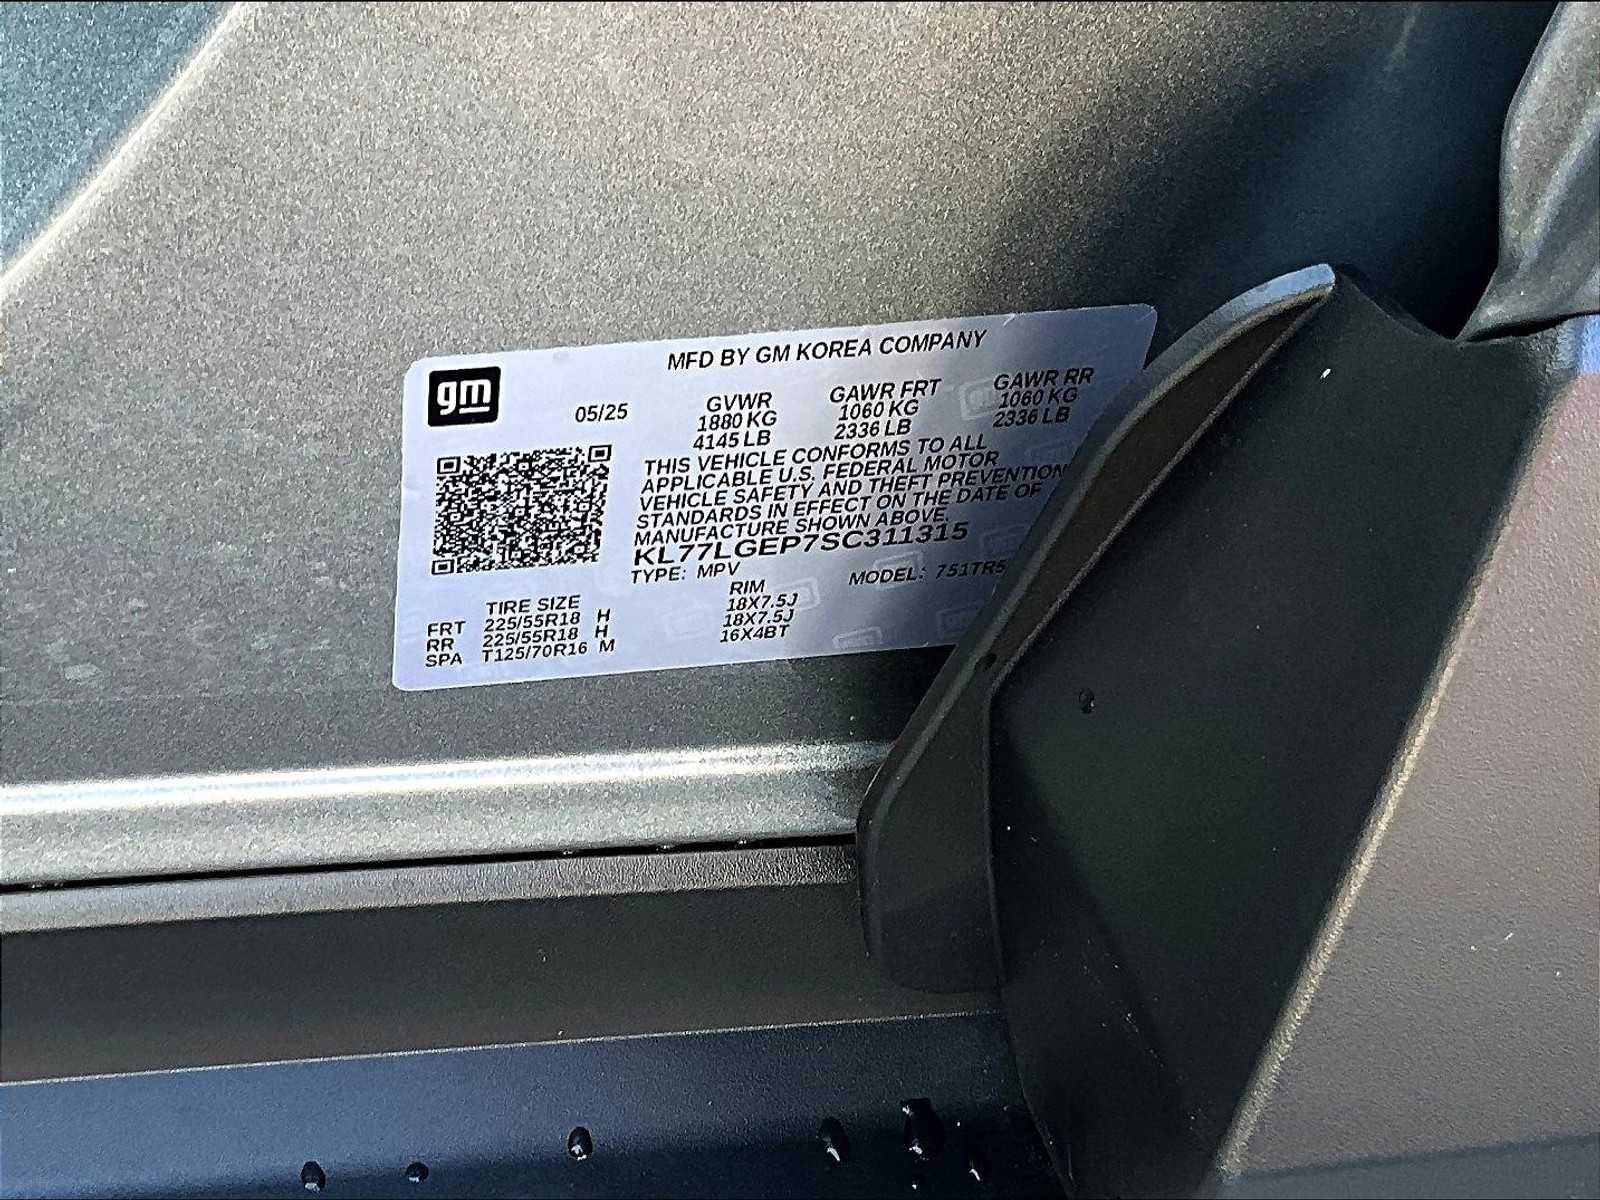 MFD BY GM KOREA COMPANY
gm
05/25
GVWR GAWR FRT GAWR RR
1880 KG 1060 KG 1060 KG
4145 LB 2336 LB 2336 LB
THIS VEHICLE CONFORMS TO ALL
APPLICABLE U.S. FEDERAL MOTOR
VEHICLE SAFETY AND THEFT PREVENTION
STANDARDS IN EFFECT ON THE DATE OF
MANUFACTURE SHOWN ABOVE.
KL77LGEP7SC311315
TYPE: MPV MODEL: 751TR5
TIRE SIZE RIM
FRT 225/55R18 H 18X7.5J
RR 225/55R18 H 18X7.5J
SPA T125/70R16 M 16X4BT